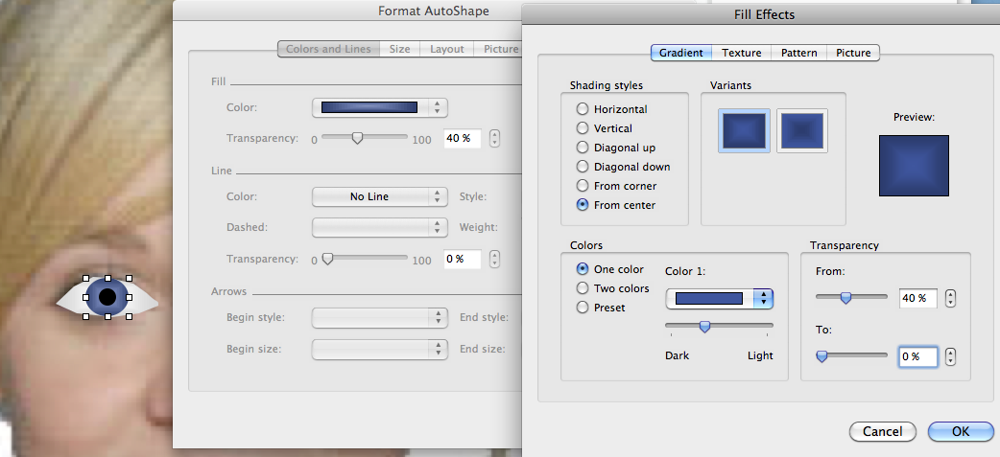 Format AutoShape
Colors and Lines Size Layout Picture
Fill
Color:
Transparency: 0 100 40 %
Line
Color: No Line Style:
Dashed: Weight:
Transparency: 0 100 0 %
Arrows
Begin style: End style:
Begin size: End size:
Fill Effects
Gradient Texture Pattern Picture
Shading styles
Horizontal
Vertical
Diagonal up
Diagonal down
From corner
From center
Variants
Preview:
Colors
One color
Two colors
Preset
Color 1:
Dark Light
Transparency
From:
40 %
To:
0 %
Cancel OK